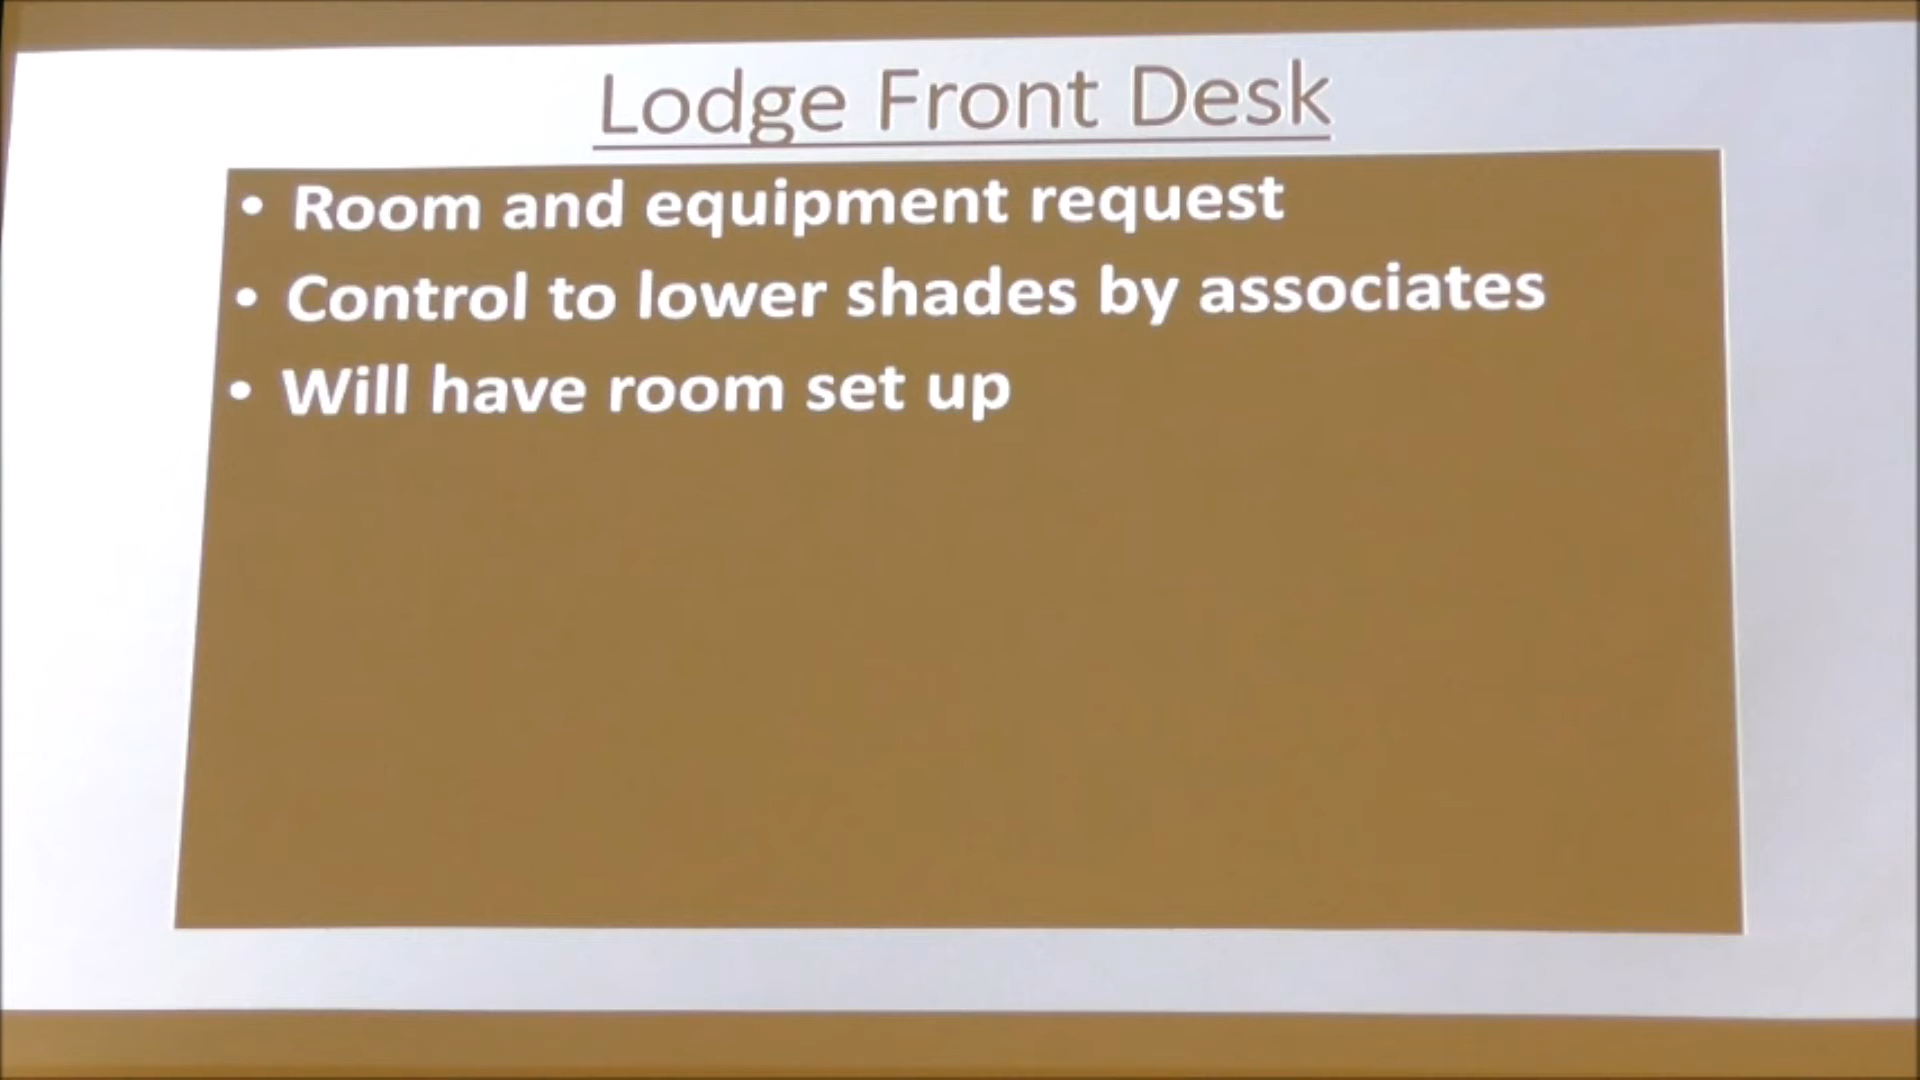 Lodge Front Desk
• Room and equipment request
• Control to lower shades by associates
• Will have room set up